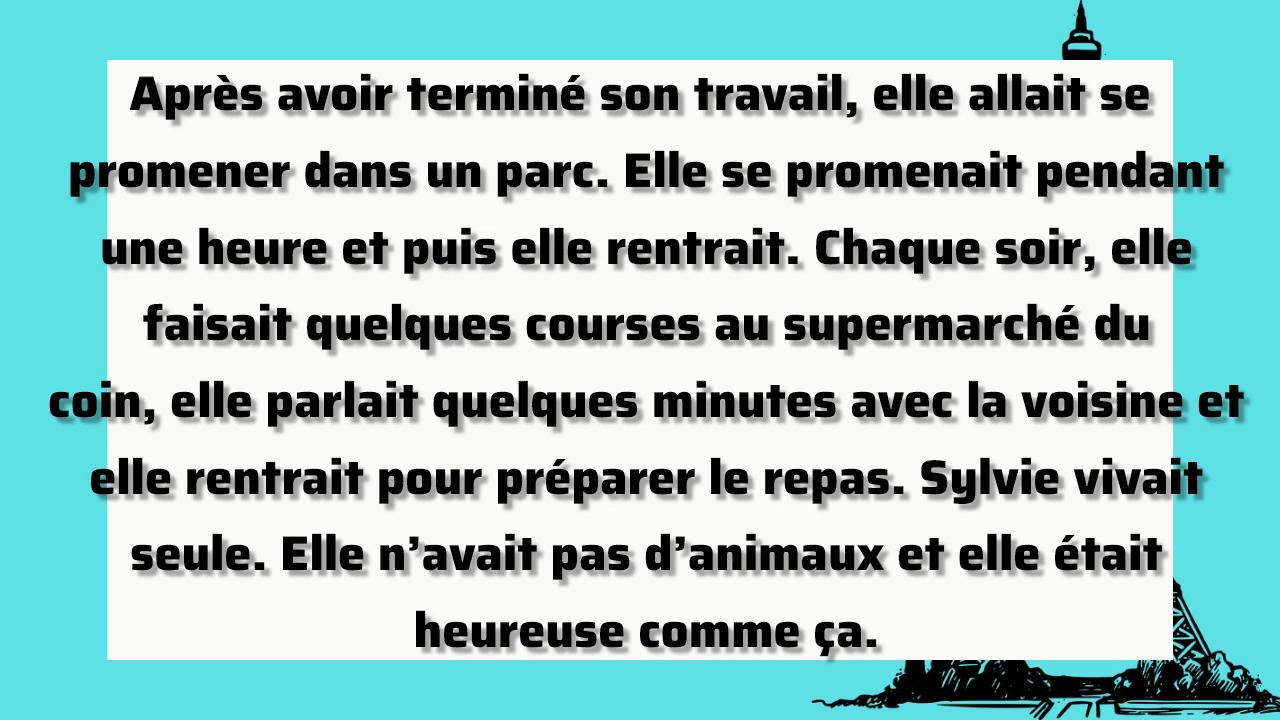 Après avoir terminé son travail, elle allait se
promener dans un parc. Elle se promenait pendant
une heure et puis elle rentrait. Chaque soir, elle
faisait quelques courses au supermarché du
coin, elle parlait quelques minutes avec la voisine et
elle rentrait pour préparer le repas. Sylvie vivait
seule. Elle n’avait pas d’animaux et elle était
heureuse comme ça.